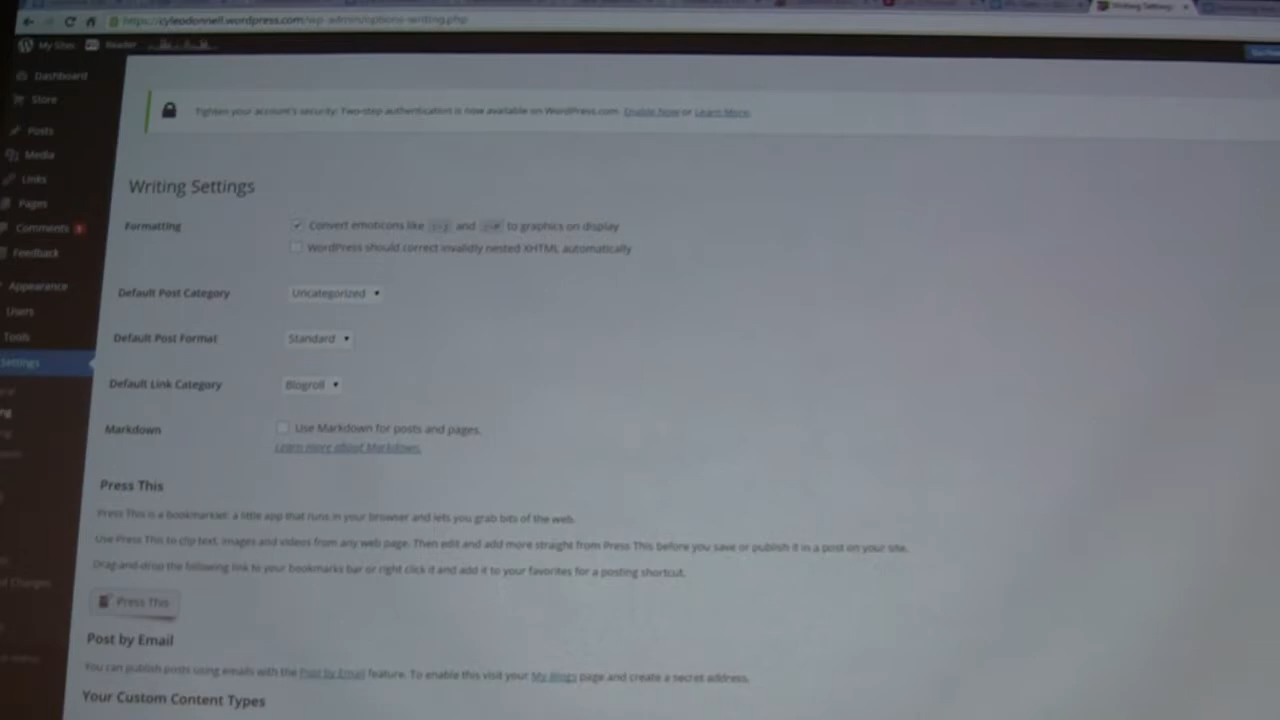 https://cyleodonnell.wordpress.com/wp-admin/options-writing.php
My Sites Reader
Dashboard
Store
Posts
Media
Links
Pages
Comments
Feedback
Appearance
Users
Tools
Settings
Tighten your account's security: Two-step authentication is now available on WordPress.com. Enable Now or Learn More.
Writing Settings
Formatting
Convert emoticons like :-) and :-P to graphics on display
WordPress should correct invalidly nested XHTML automatically
Default Post Category Uncategorized
Default Post Format Standard
Default Link Category Blogroll
Markdown Use Markdown for posts and pages.
Learn more about Markdown.
Press This
Press This is a bookmarklet: a little app that runs in your browser and lets you grab bits of the web.
Use Press This to clip text, images and videos from any web page. Then edit and add more straight from Press This before you save or publish it in a post on your site.
Drag-and-drop the following link to your bookmarks bar or right click it and add it to your favorites for a posting shortcut.
Press This
Post by Email
You can publish posts using emails with the Post by Email feature. To enable this visit your My Blogs page and create a secret address.
Your Custom Content Types